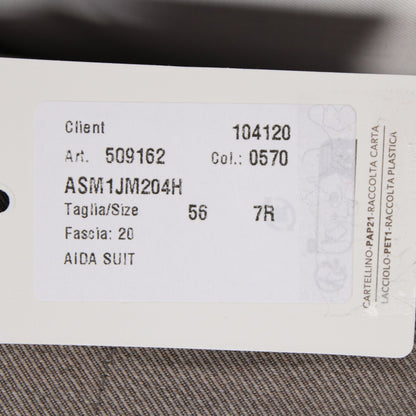 Client 104120
Art. 509162 Col.: 0570
ASM1JM204H
Taglia/Size 56 7R
Fascia: 20
AIDA SUIT
CARTELLINO-PAP21-RACCOLTA CARTA
LACCIOLO-PET1-RACCOLTA PLASTICA